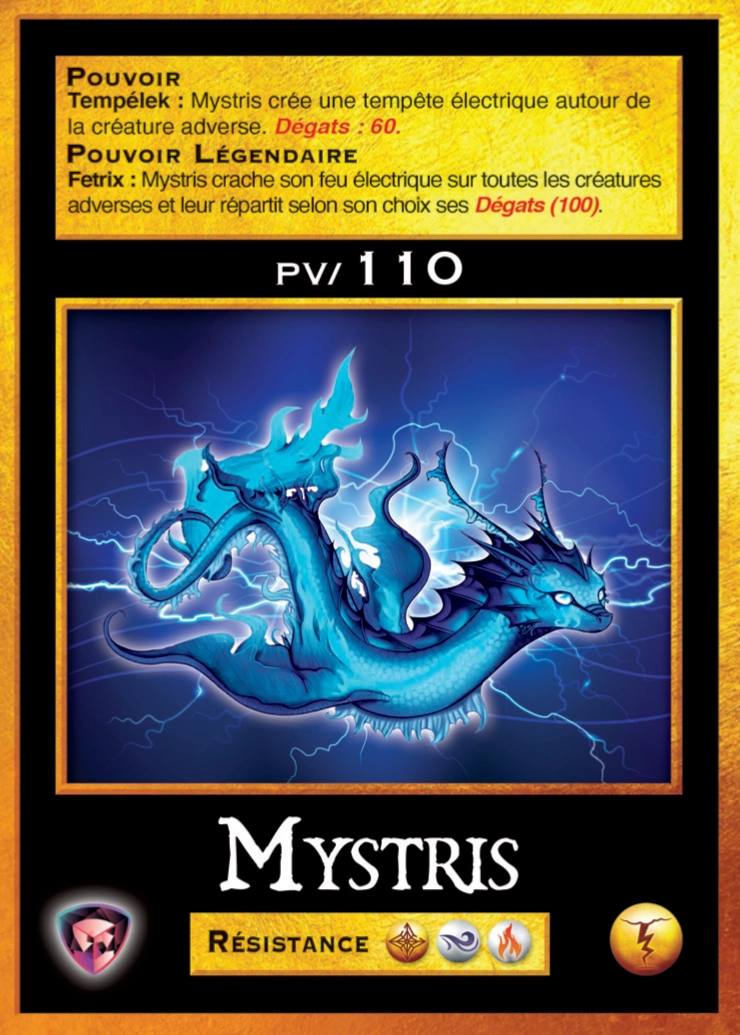 Pouvoir
Tempélek : Mystris crée une tempête électrique autour de
la créature adverse. Dégats : 60.
Pouvoir Légendaire
Fetrix : Mystris crache son feu électrique sur toutes les créatures
adverses et leur répartit selon son choix ses Dégats (100).
PV/ 110
Mystris
Résistance